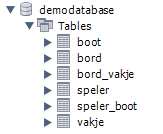 demodatabase
Tables
boot
bord
bord_vakje
speler
speler_boot
vakje